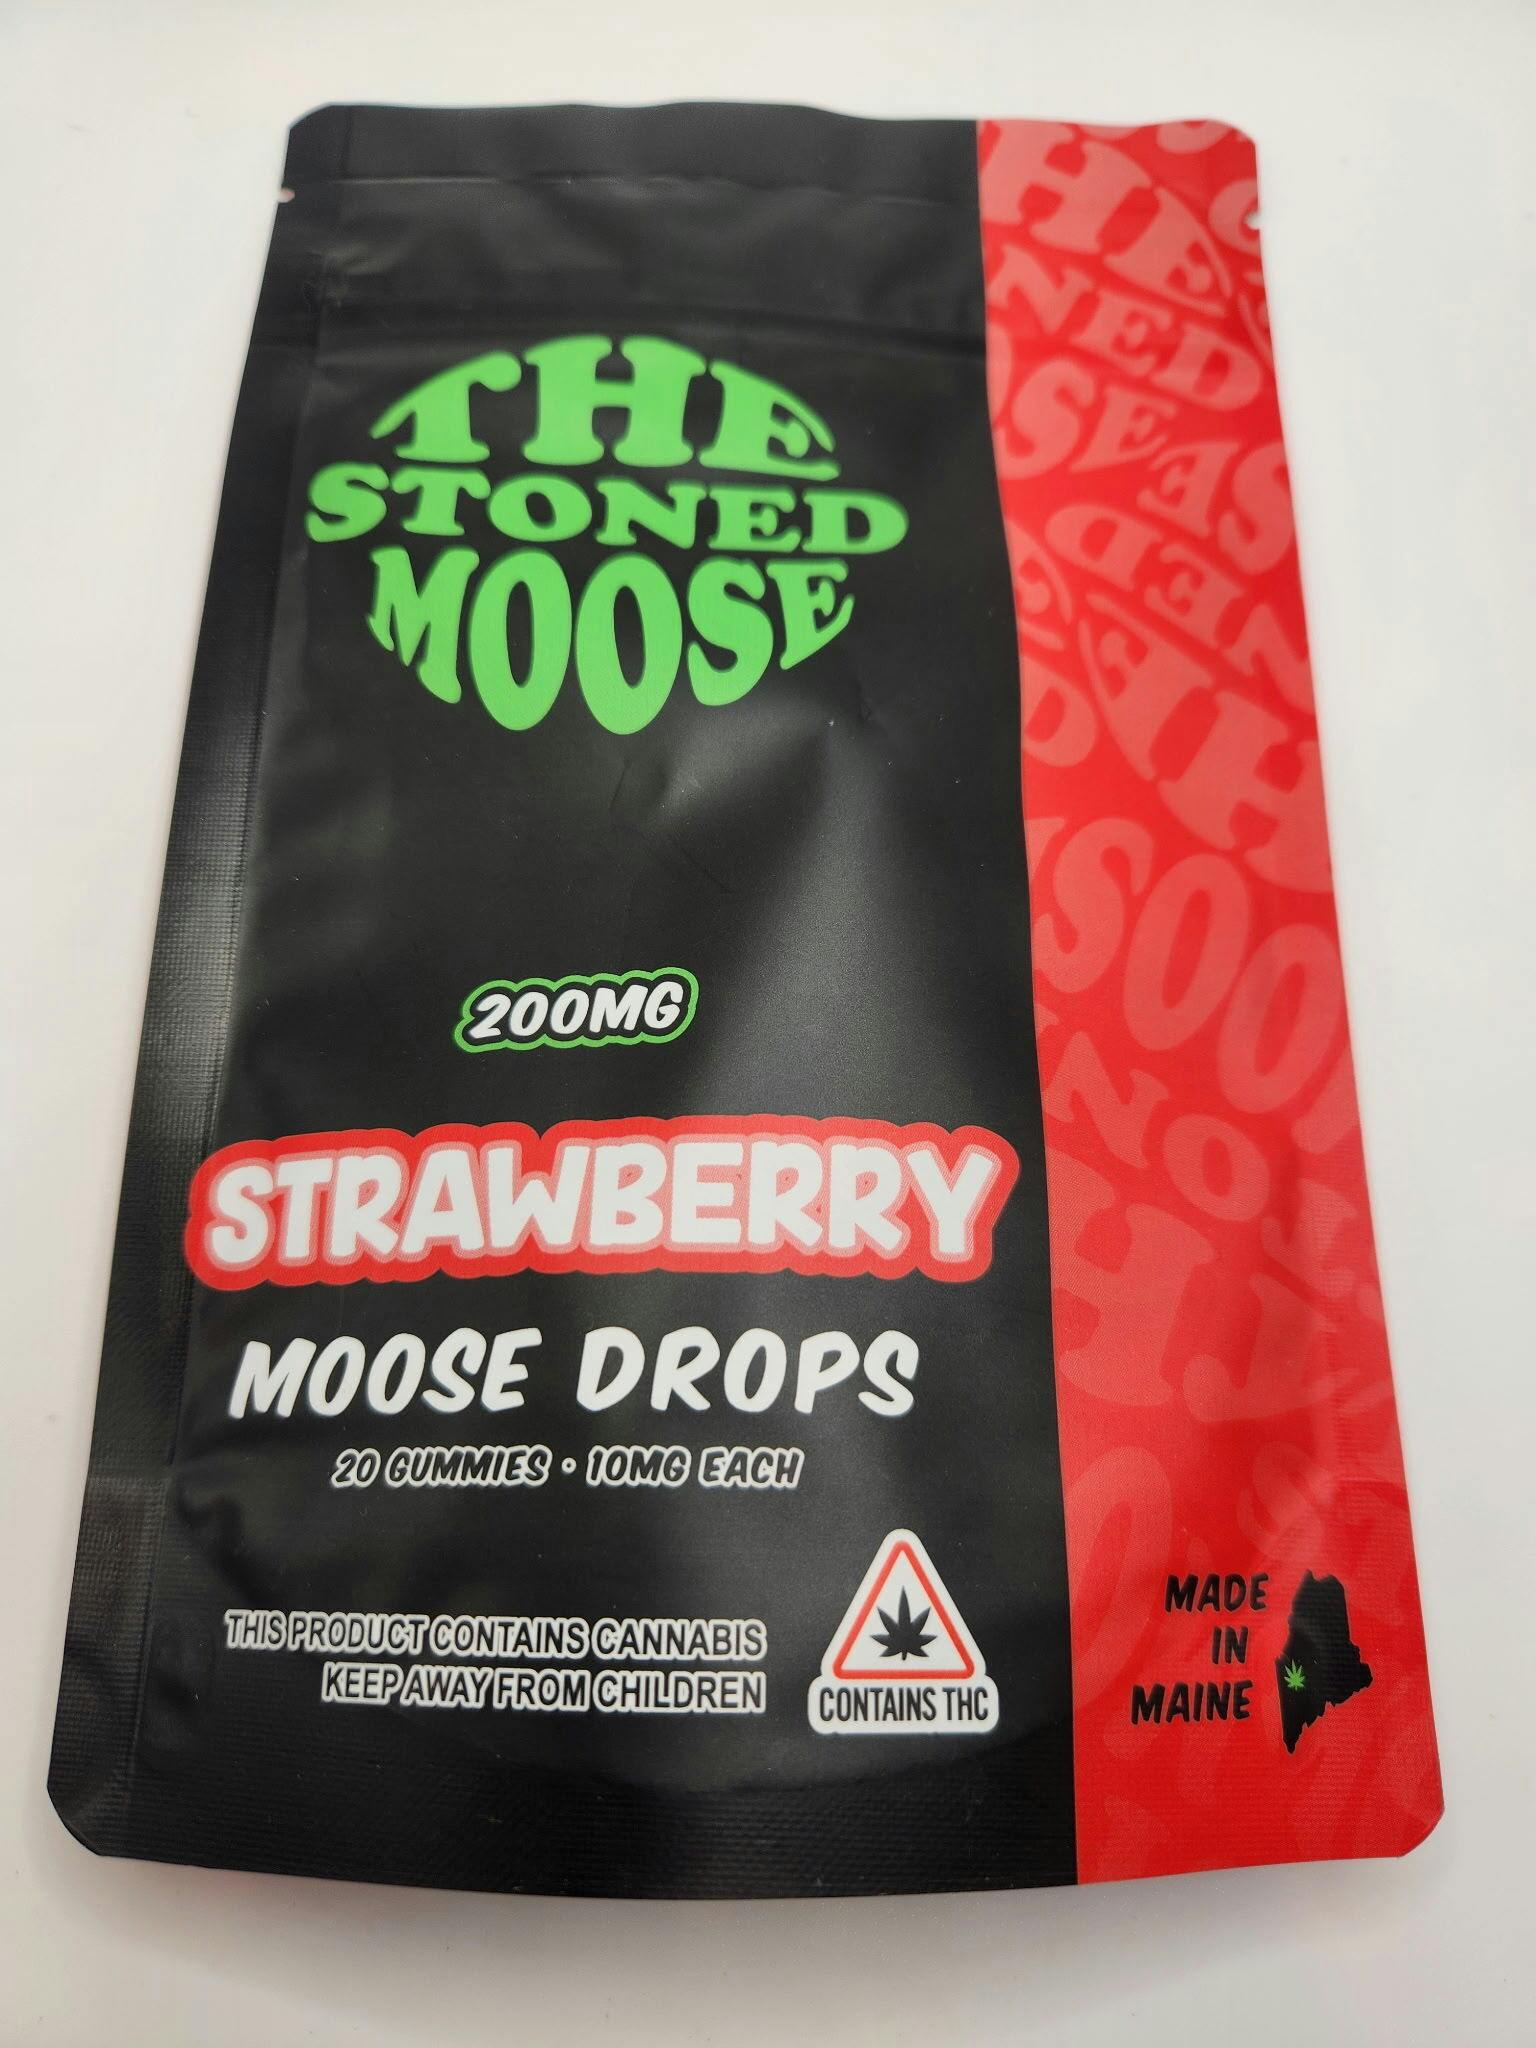 THE
STONED
MOOSE
200MG
STRAWBERRY
MOOSE DROPS
20 GUMMIES • 10MG EACH
THIS PRODUCT CONTAINS CANNABIS
KEEP AWAY FROM CHILDREN
CONTAINS THC
MADE
IN
MAINE